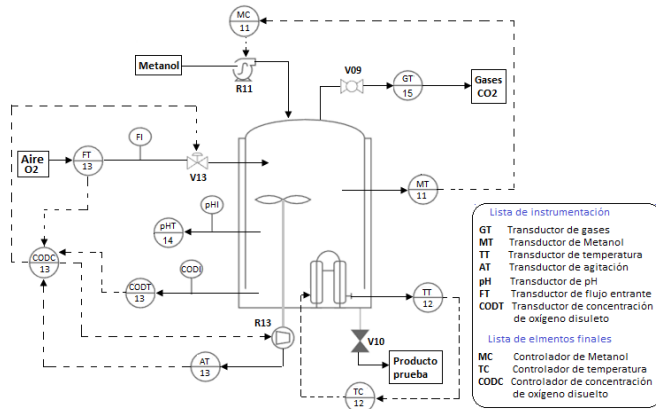 MC
11
Metanol
R11
V09
GT
15
Gases
CO2
Aire
O2
FT
13
FI
V13
MT
11
pHI
pHT
14
CODC
13
CODI
CODT
13
TT
12
R13
V10
AT
13
Producto
prueba
TC
12
Lista de instrumentación
GT Transductor de gases
MT Transductor de Metanol
TT Transductor de temperatura
AT Transductor de agitación
pH Transductor de pH
FT Transductor de flujo entrante
CODT Transductor de concentración
de oxígeno disuleto
Lista de elmentos finales
MC Controlador de Metanol
TC Controlador de temperatura
CODC Controlador de concentración
de oxígeno disuelto